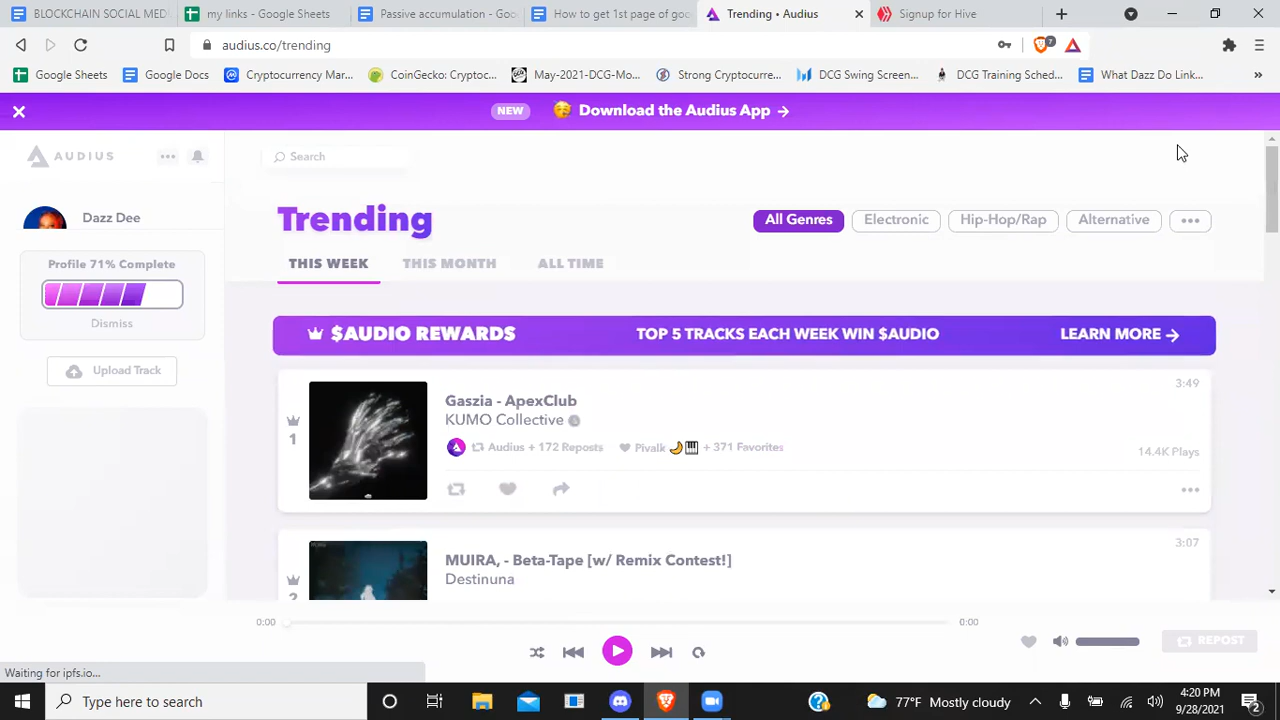 BLOCKCHAIN SOCIAL MED
my links - Google Sheets
Passive accumulation - Goo
How to get 1st page of goo
Trending • Audius
Signup for Hive
audius.co/trending
7
Google Sheets
Google Docs
Cryptocurrency Mar...
CoinGecko: Cryptoc...
May-2021-DCG-Mo...
Strong Cryptocurre...
DCG Swing Screen...
DCG Training Sched...
What Dazz Do Link...
NEW
Download the Audius App →
AUDIUS
Search
Dazz Dee
Trending
All Genres
Electronic
Hip-Hop/Rap
Alternative
Profile 71% Complete
THIS WEEK
THIS MONTH
ALL TIME
Dismiss
$AUDIO REWARDS
TOP 5 TRACKS EACH WEEK WIN $AUDIO
LEARN MORE →
Upload Track
1
Gaszia - ApexClub
3:49
KUMO Collective
Audius + 172 Reposts
Pivalk 🌙🎹 + 371 Favorites
14.4K Plays
2
MUIRA, - Beta-Tape [w/ Remix Contest!]
3:07
Destinuna
0:00
0:00
REPOST
Waiting for ipfs.io...
Type here to search
77°F Mostly cloudy
4:20 PM
9/28/2021
2